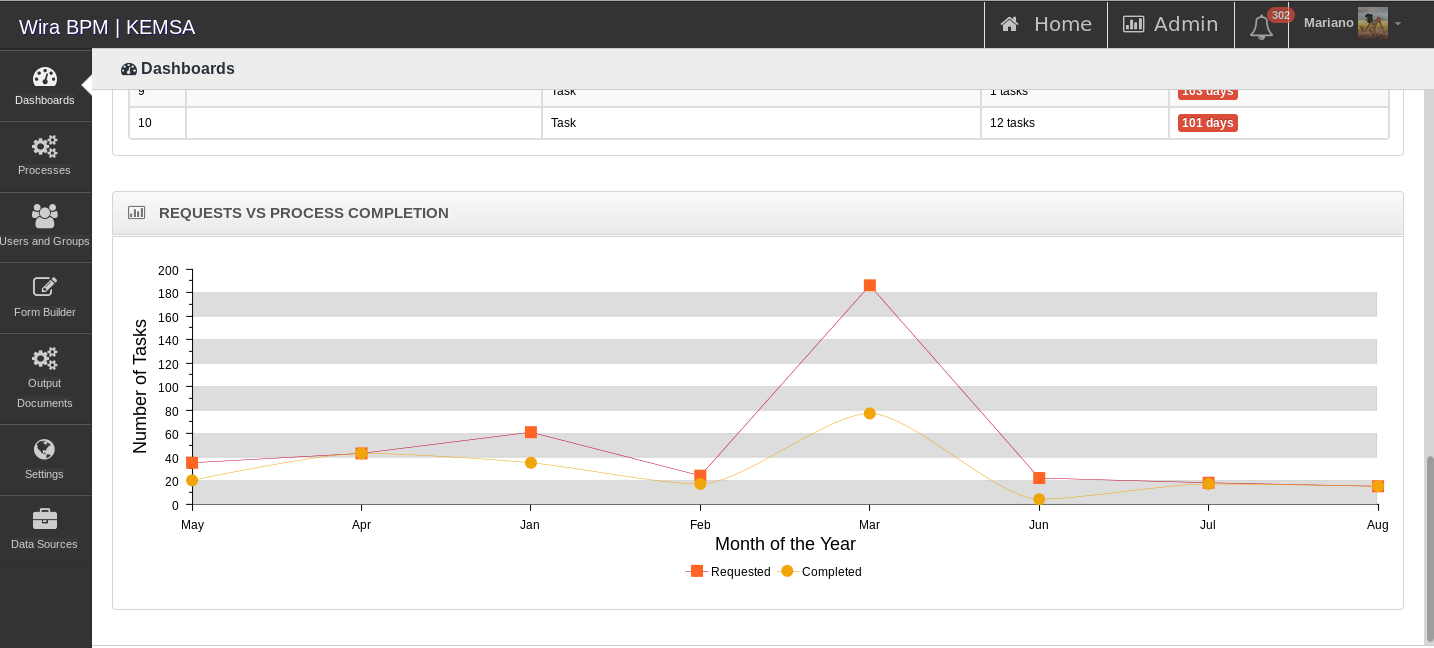 Wira BPM | KEMSA
Home
Admin
302
Mariano
Dashboards
Dashboards
Processes
Users and Groups
Form Builder
Output
Documents
Settings
Data Sources
9 Task 1 tasks 103 days
10 Task 12 tasks 101 days
REQUESTS VS PROCESS COMPLETION
Number of Tasks
200
180
160
140
120
100
80
60
40
20
0
May Apr Jan Feb Mar Jun Jul Aug
Month of the Year
Requested Completed